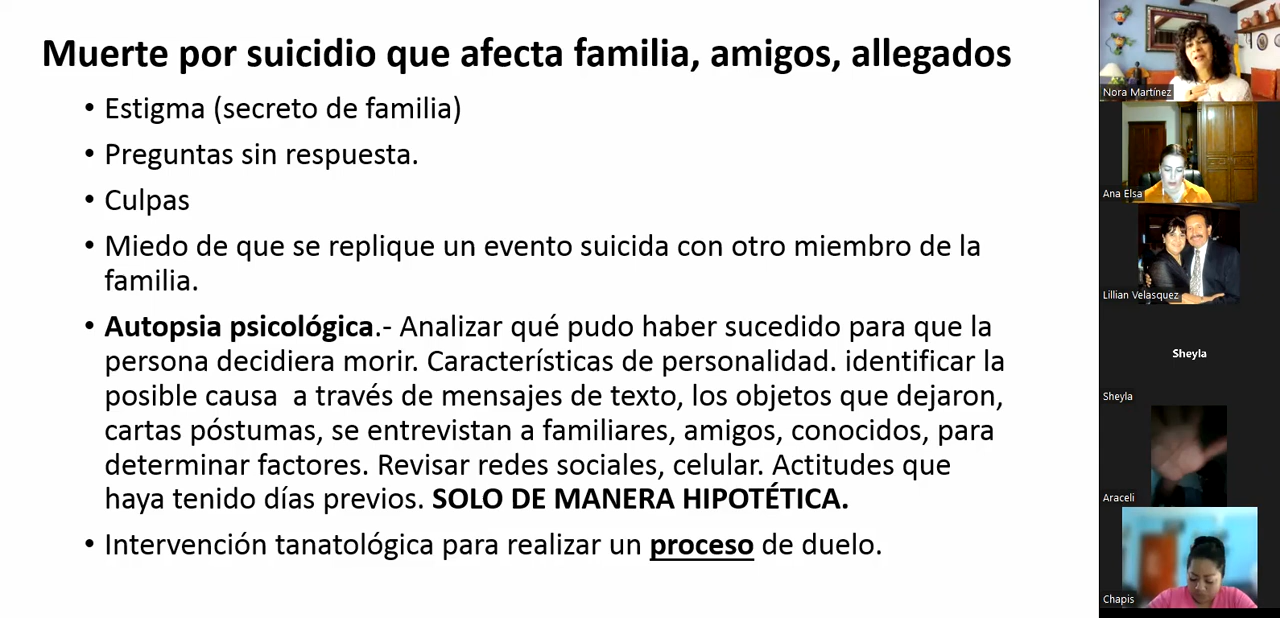 Muerte por suicidio que afecta familia, amigos, allegados
• Estigma (secreto de familia)
• Preguntas sin respuesta.
• Culpas
• Miedo de que se replique un evento suicida con otro miembro de la
familia.
• Autopsia psicológica.- Analizar qué pudo haber sucedido para que la
persona decidiera morir. Características de personalidad. identificar la
posible causa  a través de mensajes de texto, los objetos que dejaron,
cartas póstumas, se entrevistan a familiares, amigos, conocidos, para
determinar factores. Revisar redes sociales, celular. Actitudes que
haya tenido días previos. SOLO DE MANERA HIPOTÉTICA.
• Intervención tanatológica para realizar un proceso de duelo.
Nora Martínez
Ana Elsa
Lillian Velasquez
Sheyla
Sheyla
Araceli
Chapis